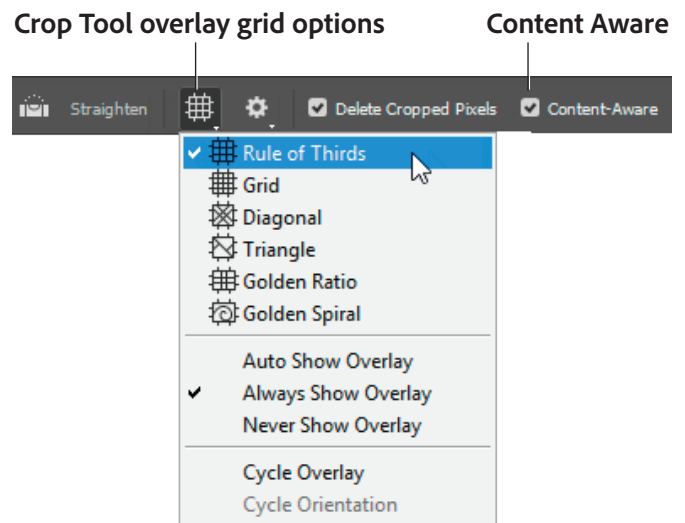 Crop Tool overlay grid options Content Aware
Straighten Delete Cropped Pixels Content-Aware
Rule of Thirds
Grid
Diagonal
Triangle
Golden Ratio
Golden Spiral
Auto Show Overlay
Always Show Overlay
Never Show Overlay
Cycle Overlay
Cycle Orientation